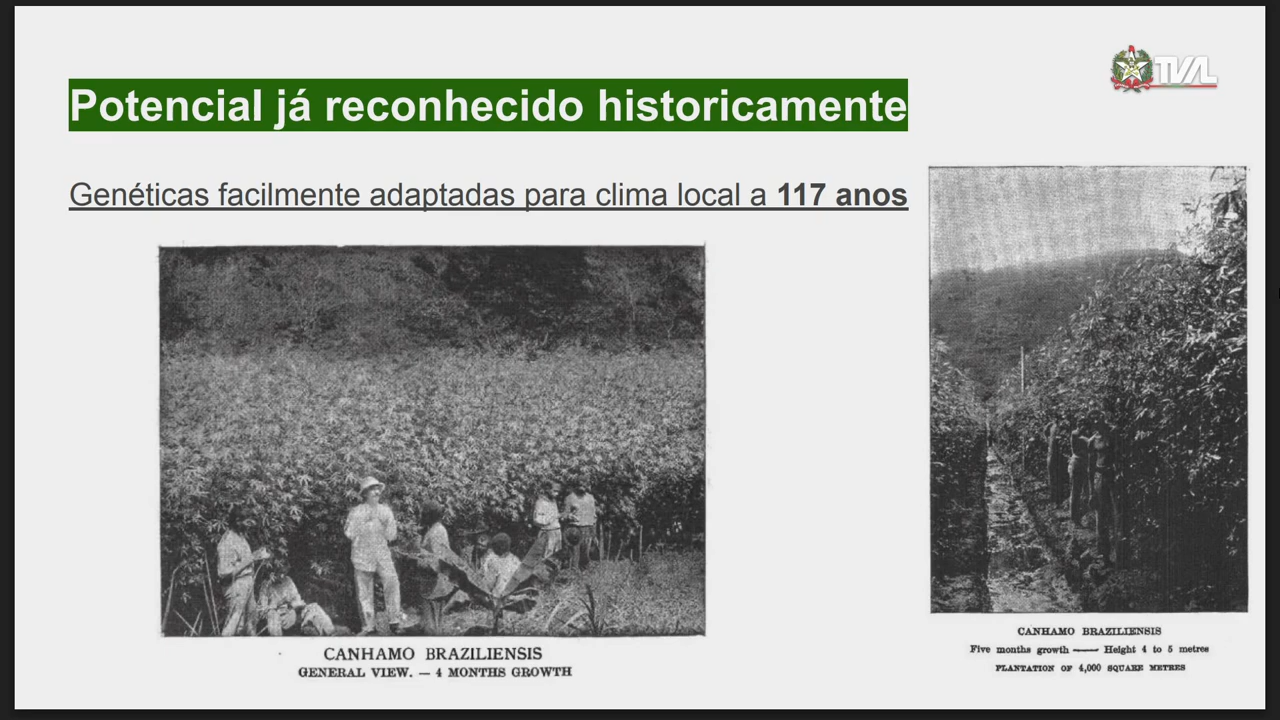 TVAL
Potencial já reconhecido historicamente
Genéticas facilmente adaptadas para clima local a 117 anos
CANHAMO BRAZILIENSIS
GENERAL VIEW. — 4 MONTHS GROWTH
CANHAMO BRAZILIENSIS
Five months growth —— Height 4 to 5 metres
PLANTATION OF 4,000 SQUARE METRES